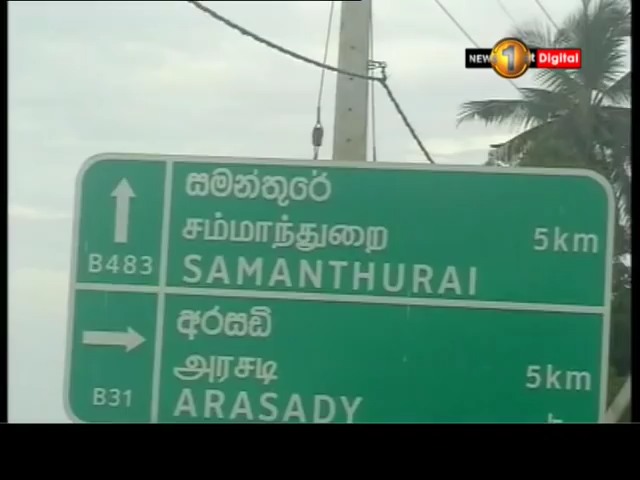 NEWS 1st Digital
සමන්තුරේ
சம்மாந்துறை 5km
B483 SAMANTHURAI
අරසඩි
அரசடி 5km
B31 ARASADY